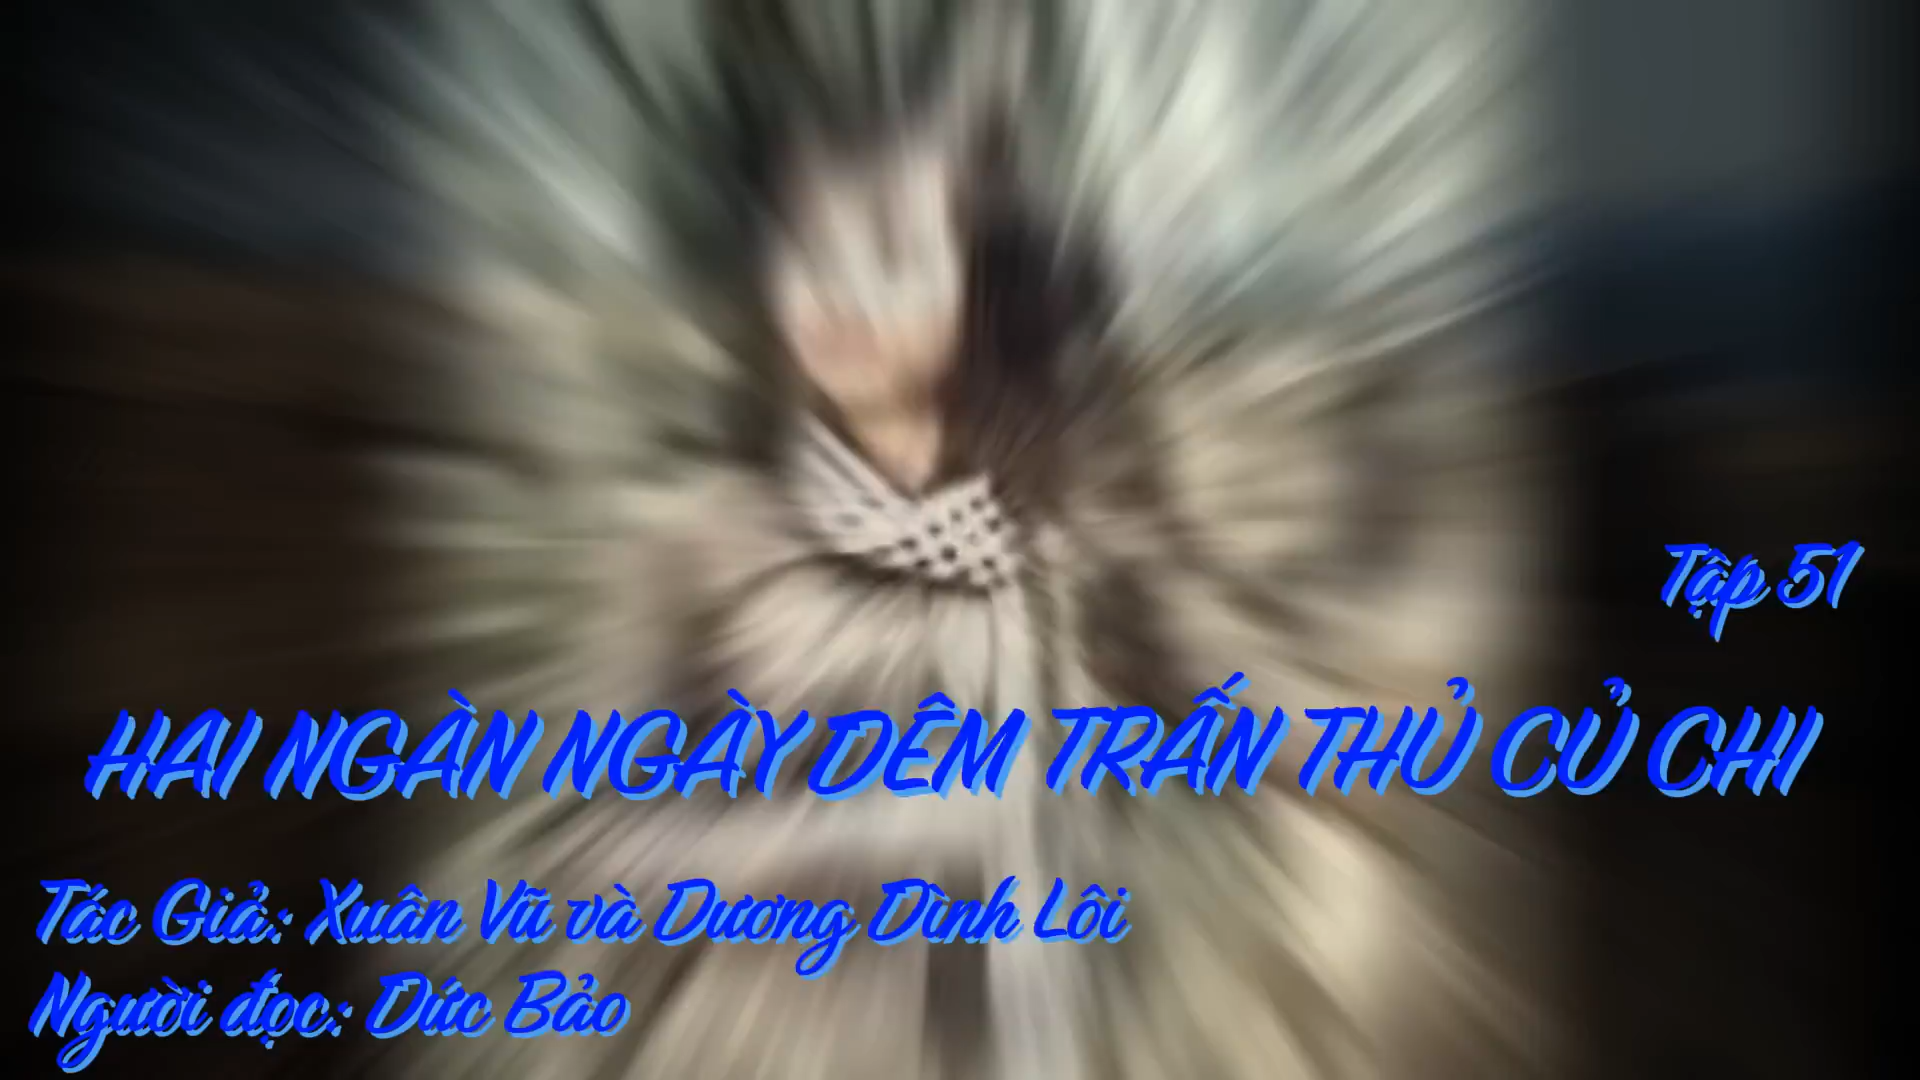 Tập 51
HAI NGÀN NGÀY ĐÊM TRẤN THỦ CỦ CHI
Tác Giả: Xuân Vũ và Dương Đình Lôi
Người đọc: Đức Bảo